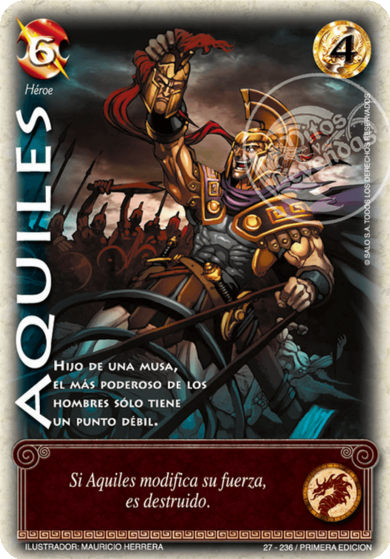 6
4
Héroe
AQUILES
Mitos y Leyendas
© SALO S.A. TODOS LOS DERECHOS RESERVADOS
HIJO DE UNA MUSA,
EL MÁS PODEROSO DE LOS
HOMBRES SÓLO TIENE
UN PUNTO DÉBIL.
Si Aquiles modifica su fuerza,
es destruido.
ILUSTRADOR: MAURICIO HERRERA
27 - 236 / PRIMERA EDICION